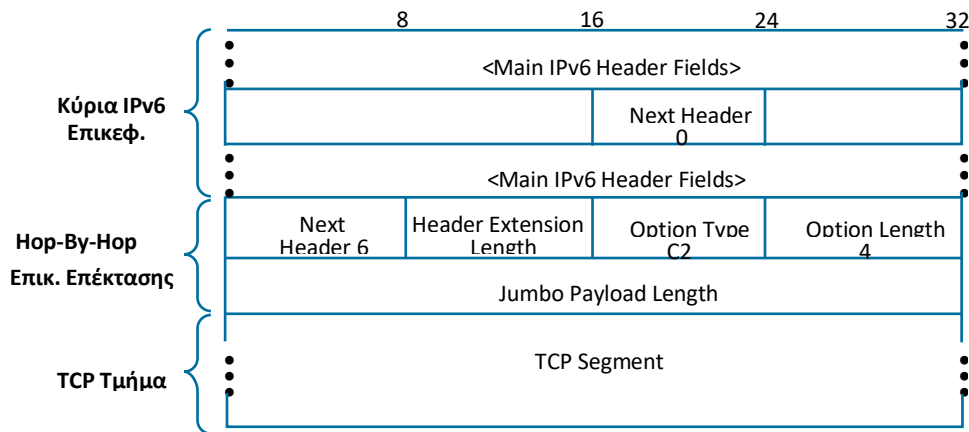 8 16 24 32
<Main IPv6 Header Fields>
Κύρια IPv6
Επικεφ.
Next Header
0
<Main IPv6 Header Fields>
Hop-By-Hop
Επικ. Επέκτασης
Next
Header 6
Header Extension
Length
Option Type
C2
Option Length
4
Jumbo Payload Length
TCP Τμήμα
TCP Segment